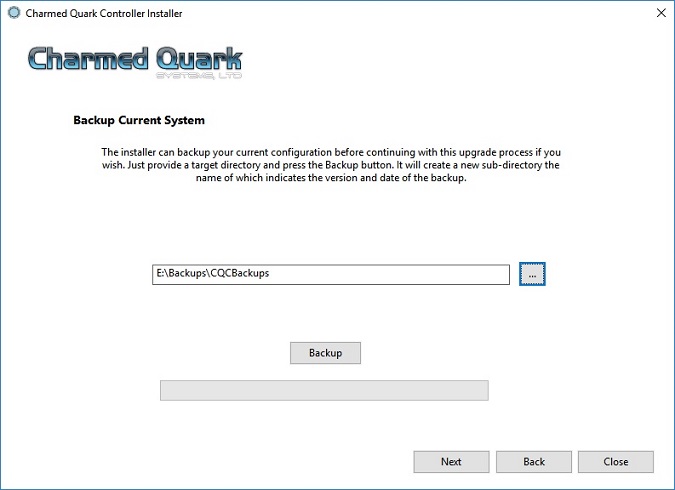 Charmed Quark Controller Installer
Charmed Quark
SYSTEMS, LTD
Backup Current System
The installer can backup your current configuration before continuing with this upgrade process if you
wish. Just provide a target directory and press the Backup button. It will create a new sub-directory the
name of which indicates the version and date of the backup.
E:\Backups\CQCBackups
...
Backup
Next
Back
Close